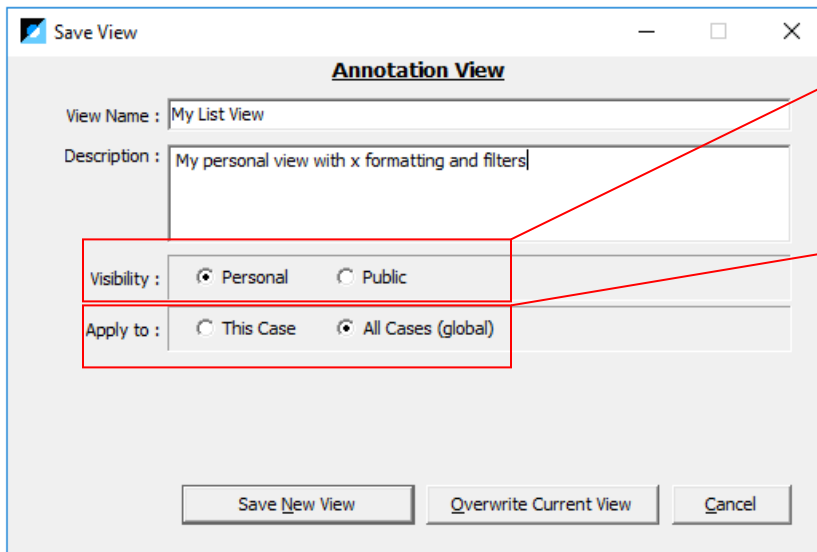 Save View
Annotation View
View Name : My List View
Description : My personal view with x formatting and filters
Visibility : Personal Public
Apply to : This Case All Cases (global)
Save New View Overwrite Current View Cancel